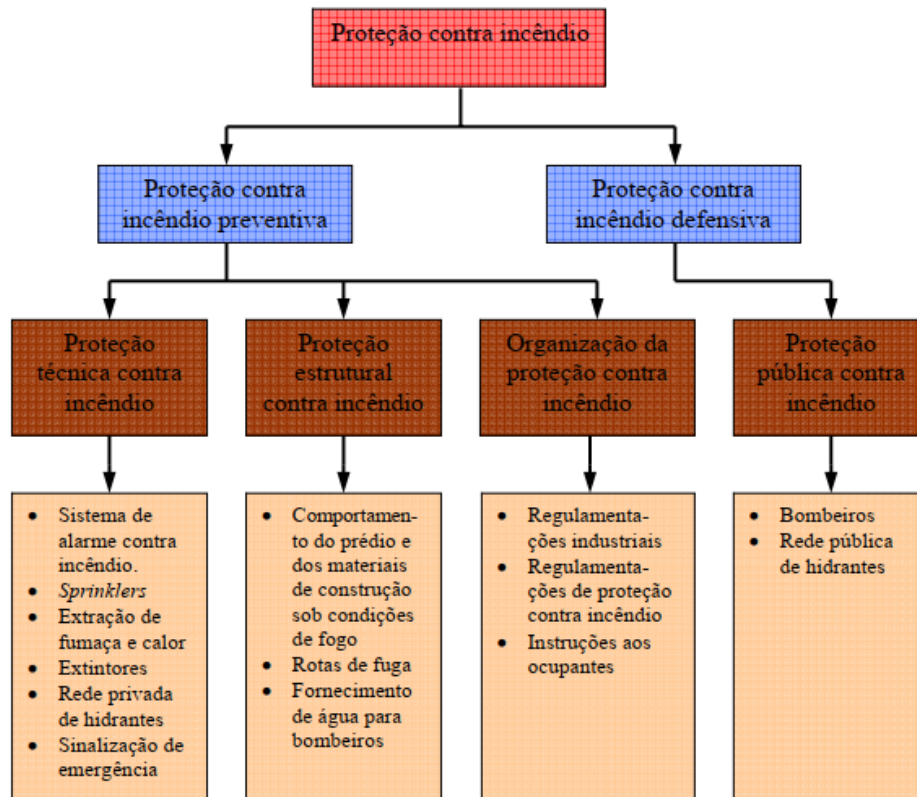 Proteção contra incêndio
Proteção contra
incêndio preventiva
Proteção contra
incêndio defensiva
Proteção
técnica contra
incêndio
Proteção
estrutural
contra incêndio
Organização da
proteção contra
incêndio
Proteção
pública contra
incêndio
• Sistema de
alarme contra
incêndio.
• Sprinklers
• Extração de
fumaça e calor
• Extintores
• Rede privada
de hidrantes
• Sinalização de
emergência
• Comportamen-
to do prédio e
dos materiais
de construção
sob condições
de fogo
• Rotas de fuga
• Fornecimento
de água para
bombeiros
• Regulamenta-
ções industriais
• Regulamenta-
ções de proteção
contra incêndio
• Instruções aos
ocupantes
• Bombeiros
• Rede pública
de hidrantes